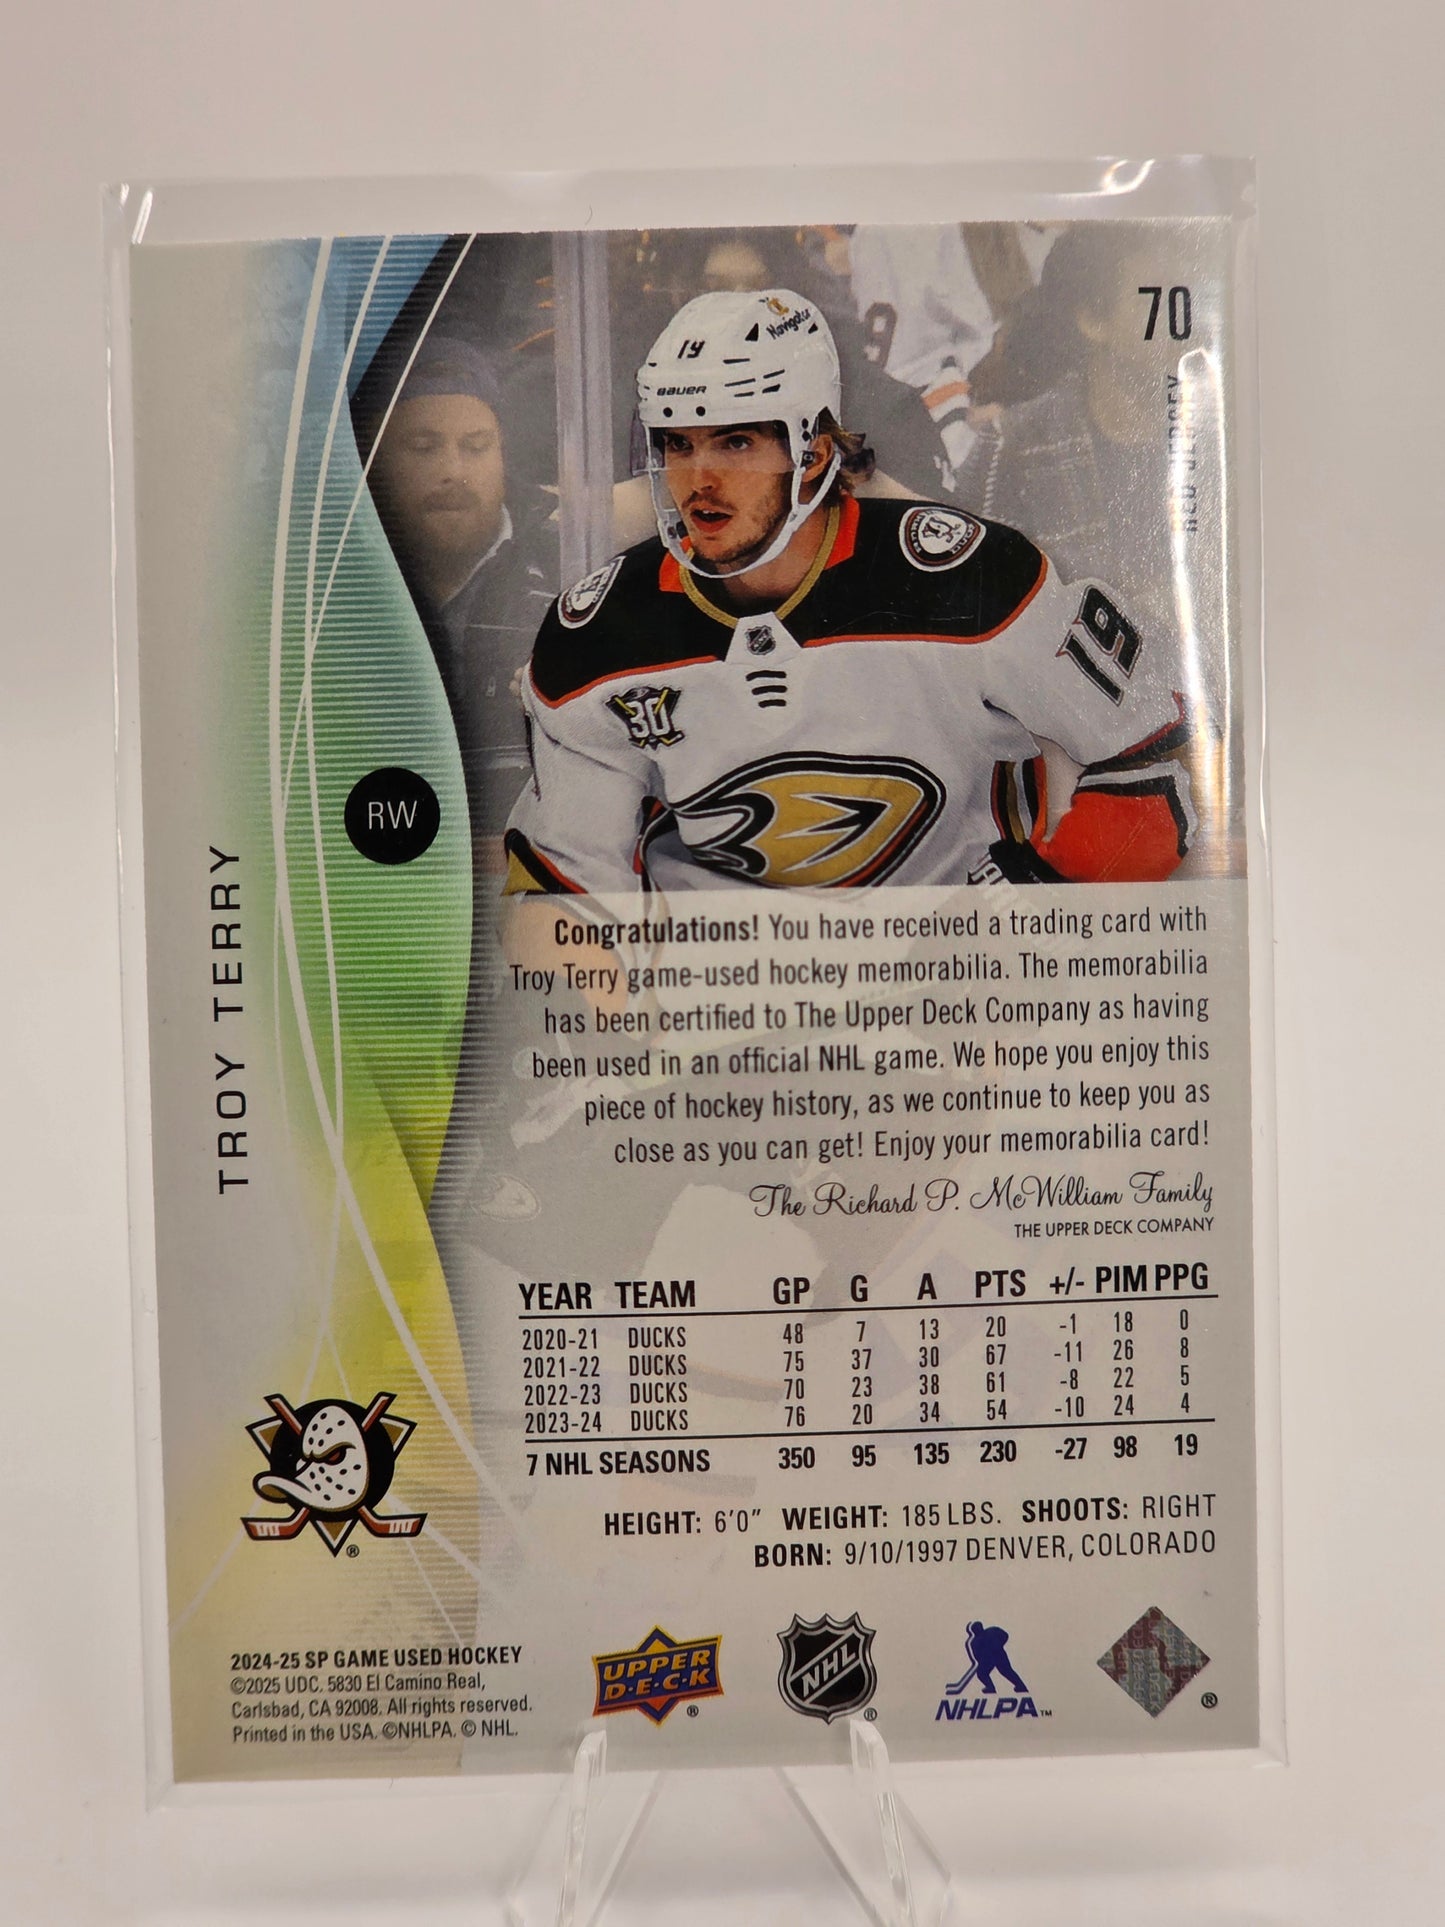 70
RED JERSEY
Navigator
19
BAUER
19
30
RW
TROY TERRY
Congratulations! You have received a trading card with
Troy Terry game-used hockey memorabilia. The memorabilia
has been certified to The Upper Deck Company as having
been used in an official NHL game. We hope you enjoy this
piece of hockey history, as we continue to keep you as
close as you can get! Enjoy your memorabilia card!
The Richard P. McWilliam Family
THE UPPER DECK COMPANY
YEAR TEAM GP G A PTS +/- PIM PPG
2020-21 DUCKS 48 7 13 20 -1 18 0
2021-22 DUCKS 75 37 30 67 -11 26 8
2022-23 DUCKS 70 23 38 61 -8 22 5
2023-24 DUCKS 76 20 34 54 -10 24 4
7 NHL SEASONS 350 95 135 230 -27 98 19
HEIGHT: 6'0" WEIGHT: 185 LBS. SHOOTS: RIGHT
BORN: 9/10/1997 DENVER, COLORADO
®
2024-25 SP GAME USED HOCKEY
©2025 UDC. 5830 El Camino Real,
Carlsbad, CA 92008. All rights reserved.
Printed in the USA. ©NHLPA. © NHL.
UPPER
D·E·C·K ®
NHL ®
NHLPA™
®